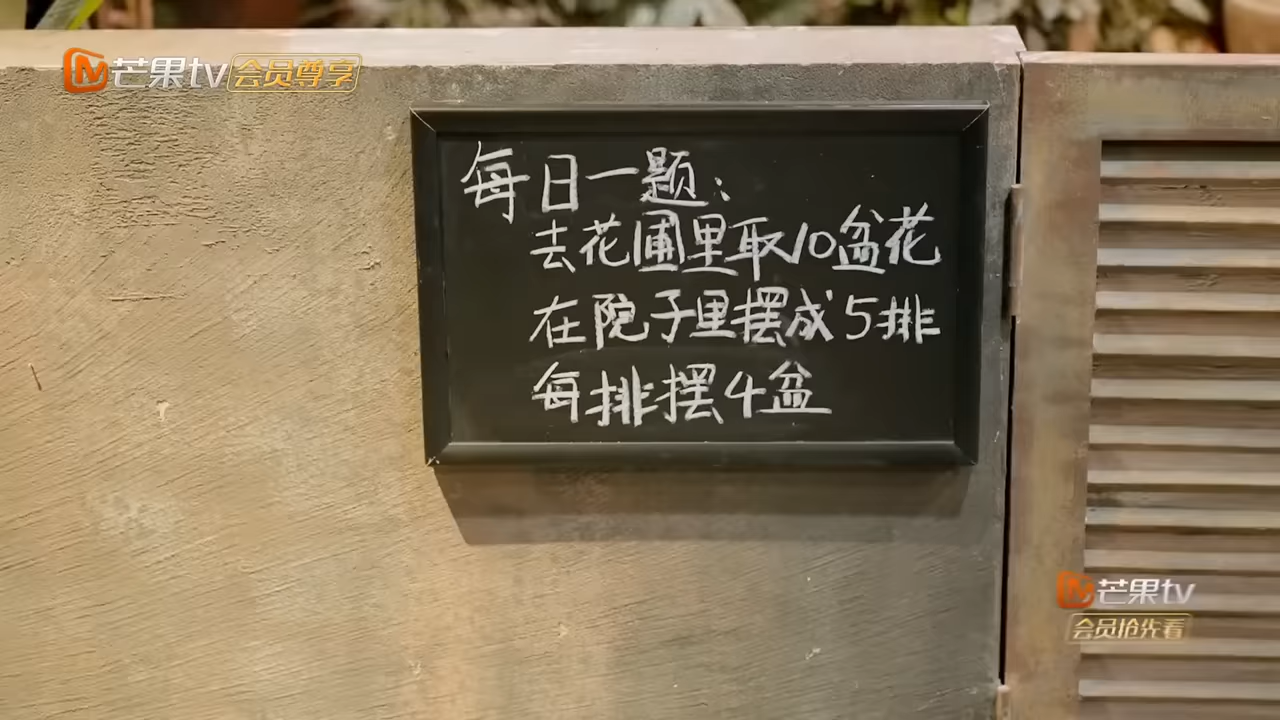 芒果tv会员尊享
每日一题:
去花圃里取10盆花
在院子里摆成5排
每排摆4盆
芒果tv
会员抢先看